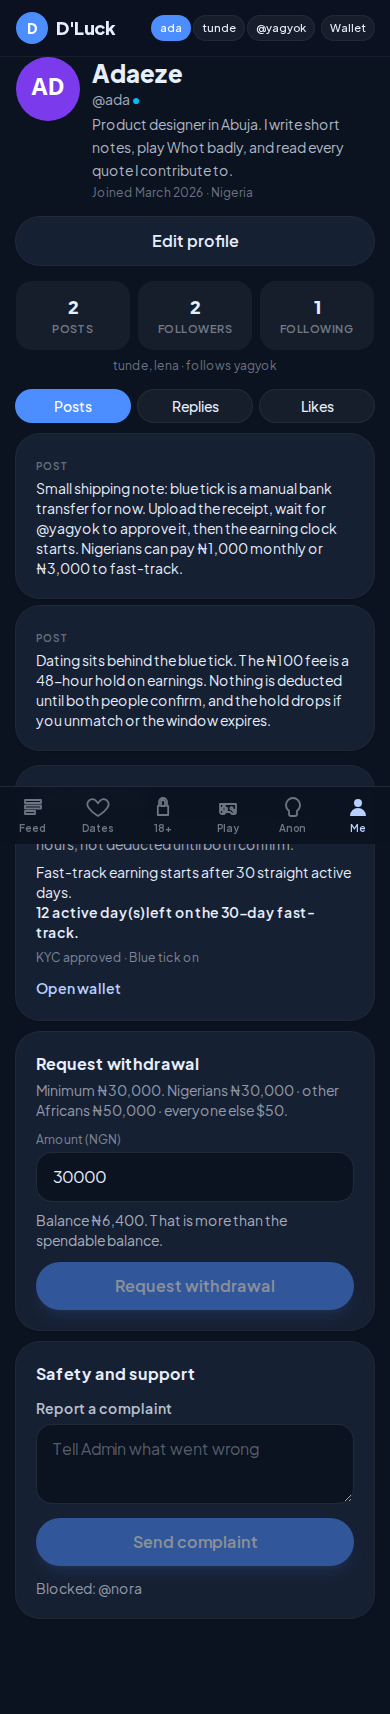 D D'Luck ada tunde @yagyok Wallet
AD
Adaeze
@ada
Product designer in Abuja. I write short
notes, play Whot badly, and read every
quote I contribute to.
Joined March 2026 · Nigeria
Edit profile
2 2 1
POSTS FOLLOWERS FOLLOWING
tunde, lena · follows yagyok
Posts Replies Likes
POST
Small shipping note: blue tick is a manual bank
transfer for now. Upload the receipt, wait for
@yagyok to approve it, then the earning clock
starts. Nigerians can pay ₦1,000 monthly or
₦3,000 to fast-track.
POST
Dating sits behind the blue tick. The ₦100 fee is a
48-hour hold on earnings. Nothing is deducted
until both people confirm, and the hold drops if
you unmatch or the window expires.
Feed Dates 18+ Play Anon Me
hours, not deducted until both confirm.
Fast-track earning starts after 30 straight active
days.
12 active day(s) left on the 30-day fast-
track.
KYC approved · Blue tick on
Open wallet
Request withdrawal
Minimum ₦30,000. Nigerians ₦30,000 · other
Africans ₦50,000 · everyone else $50.
Amount (NGN)
30000
Balance ₦6,400. That is more than the
spendable balance.
Request withdrawal
Safety and support
Report a complaint
Tell Admin what went wrong
Send complaint
Blocked: @nora